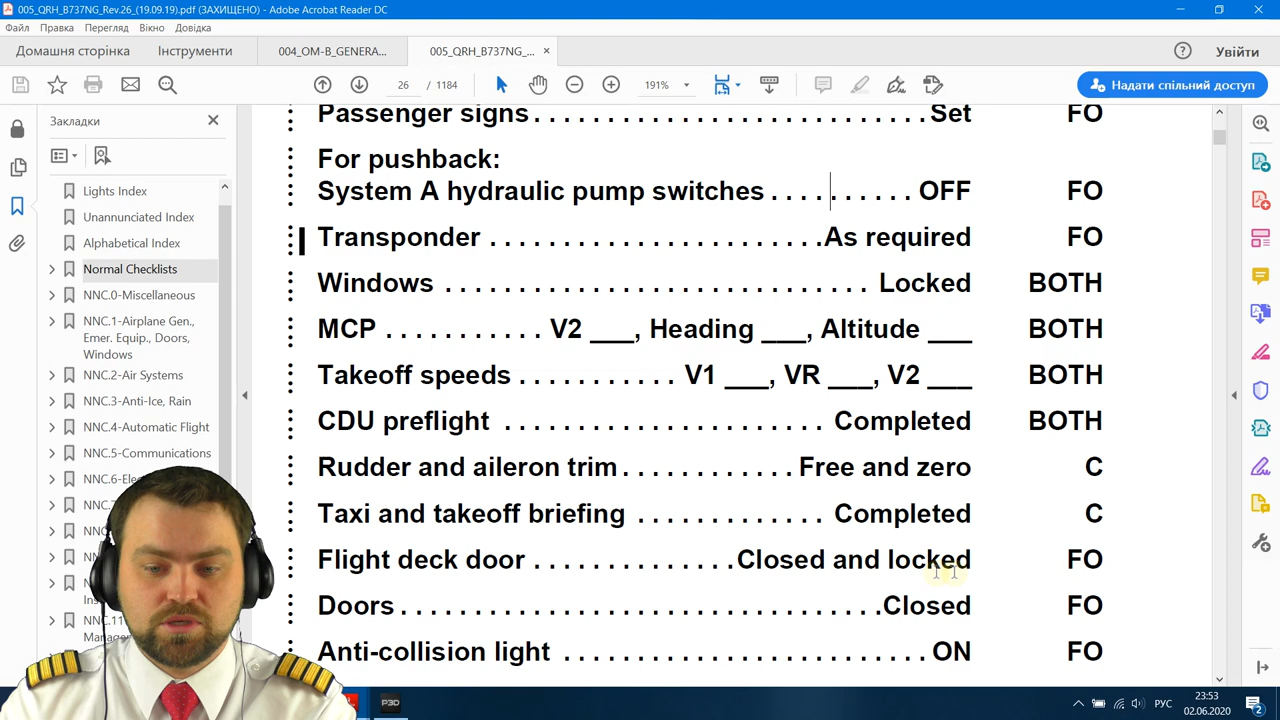 005_QRH_B737NG_Rev.26_(19.09.19).pdf (ЗАХИЩЕНО) - Adobe Acrobat Reader DC
Файл Правка Перегляд Вікно Довідка
Домашня сторінка Інструменти 004_OM-B_GENERA... 005_QRH_B737NG_... × Увійти
26 / 1184 191% Надати спільний доступ
Закладки
Lights Index
Unannunciated Index
Alphabetical Index
Normal Checklists
NNC.0-Miscellaneous
NNC.1-Airplane Gen.,
Emer. Equip., Doors,
Windows
NNC.2-Air Systems
NNC.3-Anti-Ice, Rain
NNC.4-Automatic Flight
NNC.5-Communications
Passenger signs . . . . . . . . . . . . . . . . . . . . . . . . . . . Set FO
For pushback:
System A hydraulic pump switches . . . . . . . . . . OFF FO
Transponder . . . . . . . . . . . . . . . . . . . . . . . As required FO
Windows . . . . . . . . . . . . . . . . . . . . . . . . . . . . . Locked BOTH
MCP . . . . . . . . . . . V2 ___, Heading ___, Altitude ___ BOTH
Takeoff speeds . . . . . . . . . . . V1 ___, VR ___, V2 ___ BOTH
CDU preflight . . . . . . . . . . . . . . . . . . . . . . Completed BOTH
Rudder and aileron trim . . . . . . . . . . . . Free and zero C
Taxi and takeoff briefing . . . . . . . . . . . . . Completed C
Flight deck door . . . . . . . . . . . . . . Closed and locked FO
Doors . . . . . . . . . . . . . . . . . . . . . . . . . . . . . . . . . Closed FO
Anti-collision light . . . . . . . . . . . . . . . . . . . . . . . . . ON FO
P3D РУС 23:53
02.06.2020 2